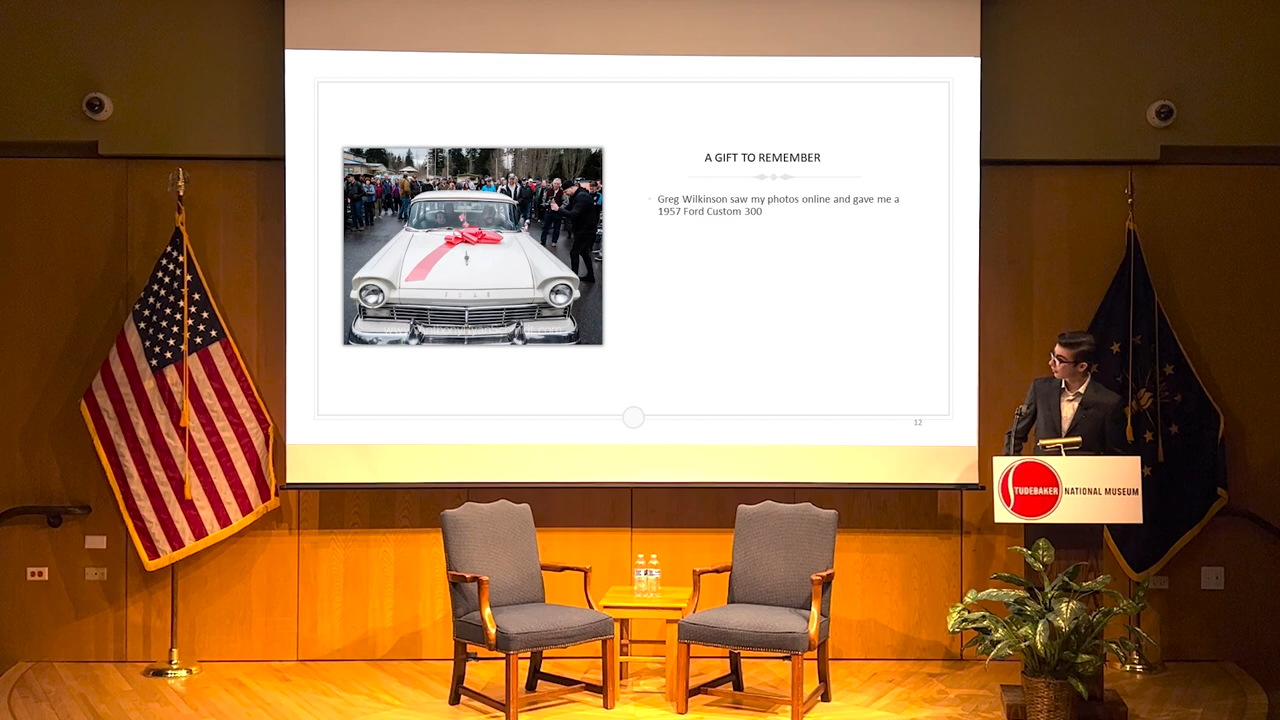 A GIFT TO REMEMBER
Greg Wilkinson saw my photos online and gave me a
1957 Ford Custom 300
12
STUDEBAKER NATIONAL MUSEUM